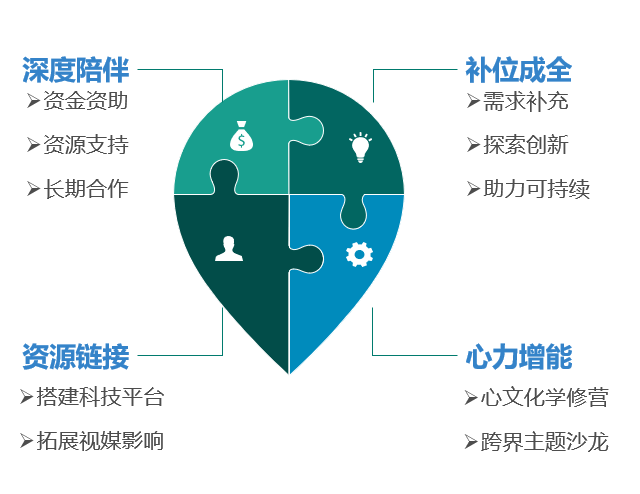 深度陪伴
➢资金资助
➢资源支持
➢长期合作
补位成全
➢需求补充
➢探索创新
➢助力可持续
$
资源链接
➢搭建科技平台
➢拓展视媒影响
心力增能
➢心文化学修营
➢跨界主题沙龙